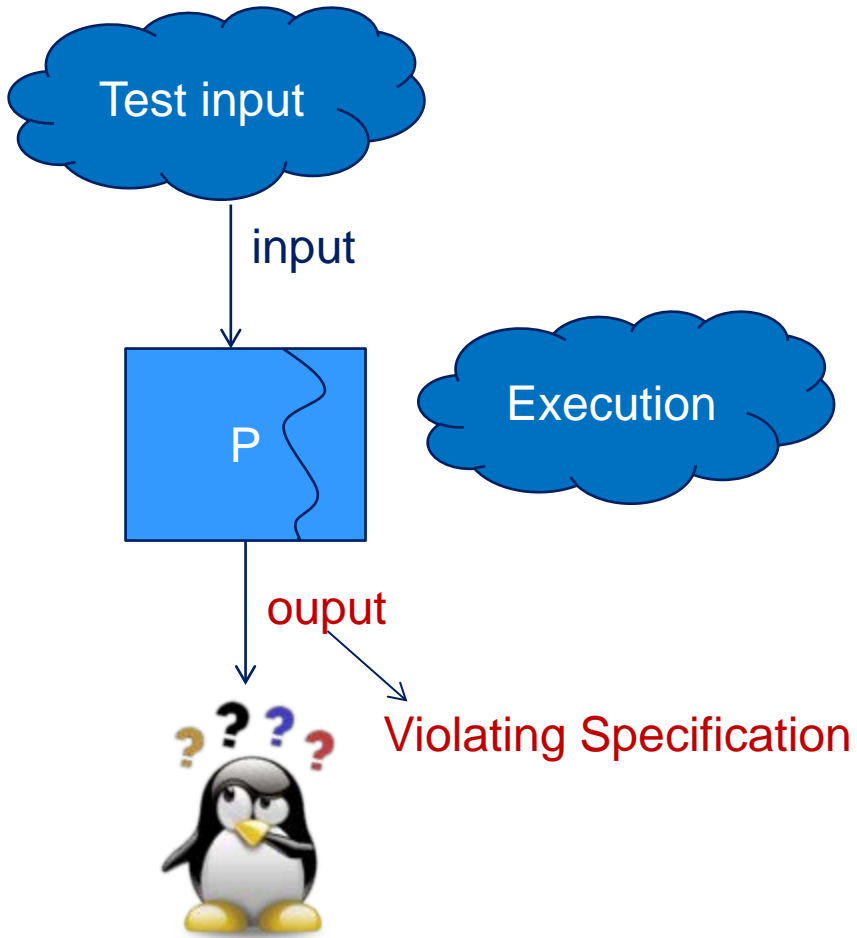 Test input
input
P
Execution
ouput
Violating Specification
? ? ? ?